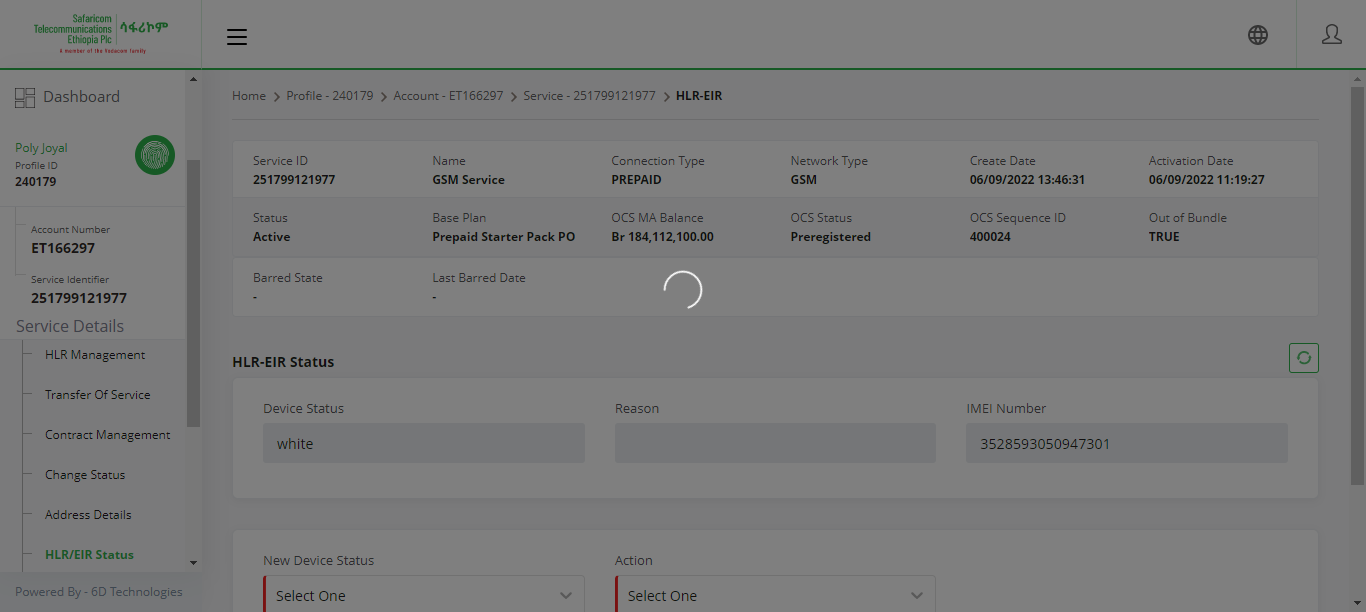 Safaricom
Telecommunications
Ethiopia Plc
ሳፋሪኮም
A member of the Vodacom family
Home > Profile - 240179 > Account - ET166297 > Service - 251799121977 > HLR-EIR
Dashboard
Poly Joyal
Profile ID
240179
Account Number
ET166297
Service Identifier
251799121977
Service Details
HLR Management
Transfer Of Service
Contract Management
Change Status
Address Details
HLR/EIR Status
Powered By - 6D Technologies
Service ID Name Connection Type Network Type Create Date Activation Date
251799121977 GSM Service PREPAID GSM 06/09/2022 13:46:31 06/09/2022 11:19:27
Status Base Plan OCS MA Balance OCS Status OCS Sequence ID Out of Bundle
Active Prepaid Starter Pack PO Br 184,112,100.00 Preregistered 400024 TRUE
Barred State Last Barred Date
- -
HLR-EIR Status
Device Status Reason IMEI Number
white 3528593050947301
New Device Status Action
Select One Select One